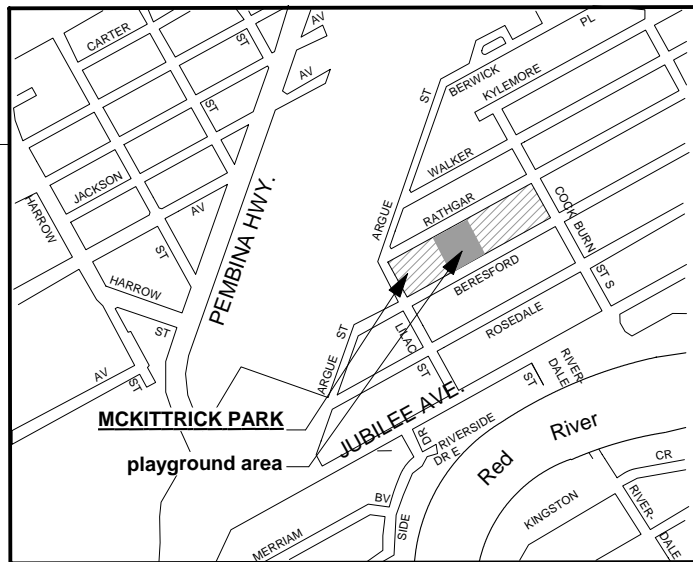 CARTER
ST
AV
AV
ST
PL
BERWICK
KYLEMORE
ST
WALKER
JACKSON
HARROW
AV
RATHGAR
ARGUE
COCK BURN
ST S
PEMBINA HWY.
ST
HARROW
BERESFORD
ST
ROSEDALE
LILAC
ST
ARGUE
ST
AV
ST
RIVER-
DALE
ST
MCKITTRICK PARK
JUBILEE AVE.
playground area
DR
RIVERSIDE
DR E
Red River
CR
BV
KINGSTON
RIVER-
DALE
SIDE
MERRIAM